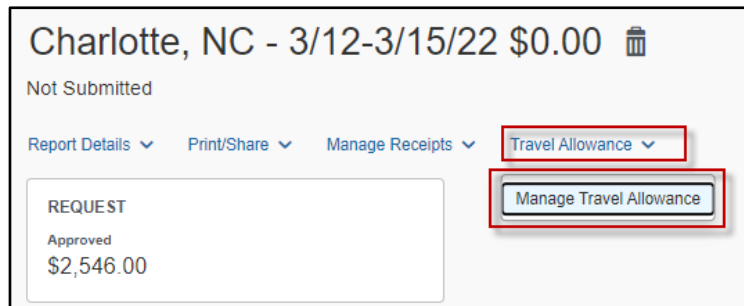 Charlotte, NC - 3/12-3/15/22 $0.00
Not Submitted
Report Details Print/Share Manage Receipts Travel Allowance
Manage Travel Allowance
REQUEST
Approved
$2,546.00